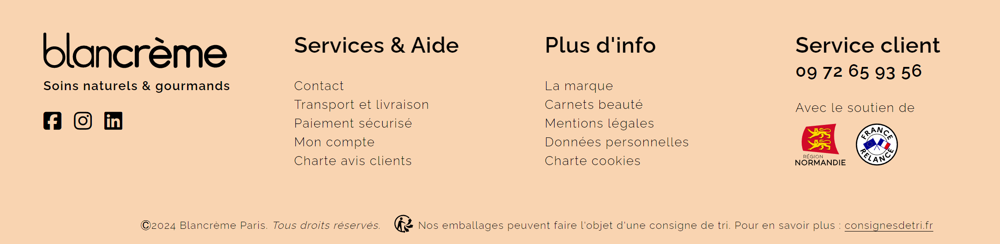 blancrème
Soins naturels & gourmands
Services & Aide
Contact
Transport et livraison
Paiement sécurisé
Mon compte
Charte avis clients
Plus d'info
La marque
Carnets beauté
Mentions légales
Données personnelles
Charte cookies
Service client
09 72 65 93 56
Avec le soutien de
RÉGION
NORMANDIE
FRANCE
RELANCE
©2024 Blancrème Paris. Tous droits réservés.
Nos emballages peuvent faire l'objet d'une consigne de tri. Pour en savoir plus : consignesdetri.fr